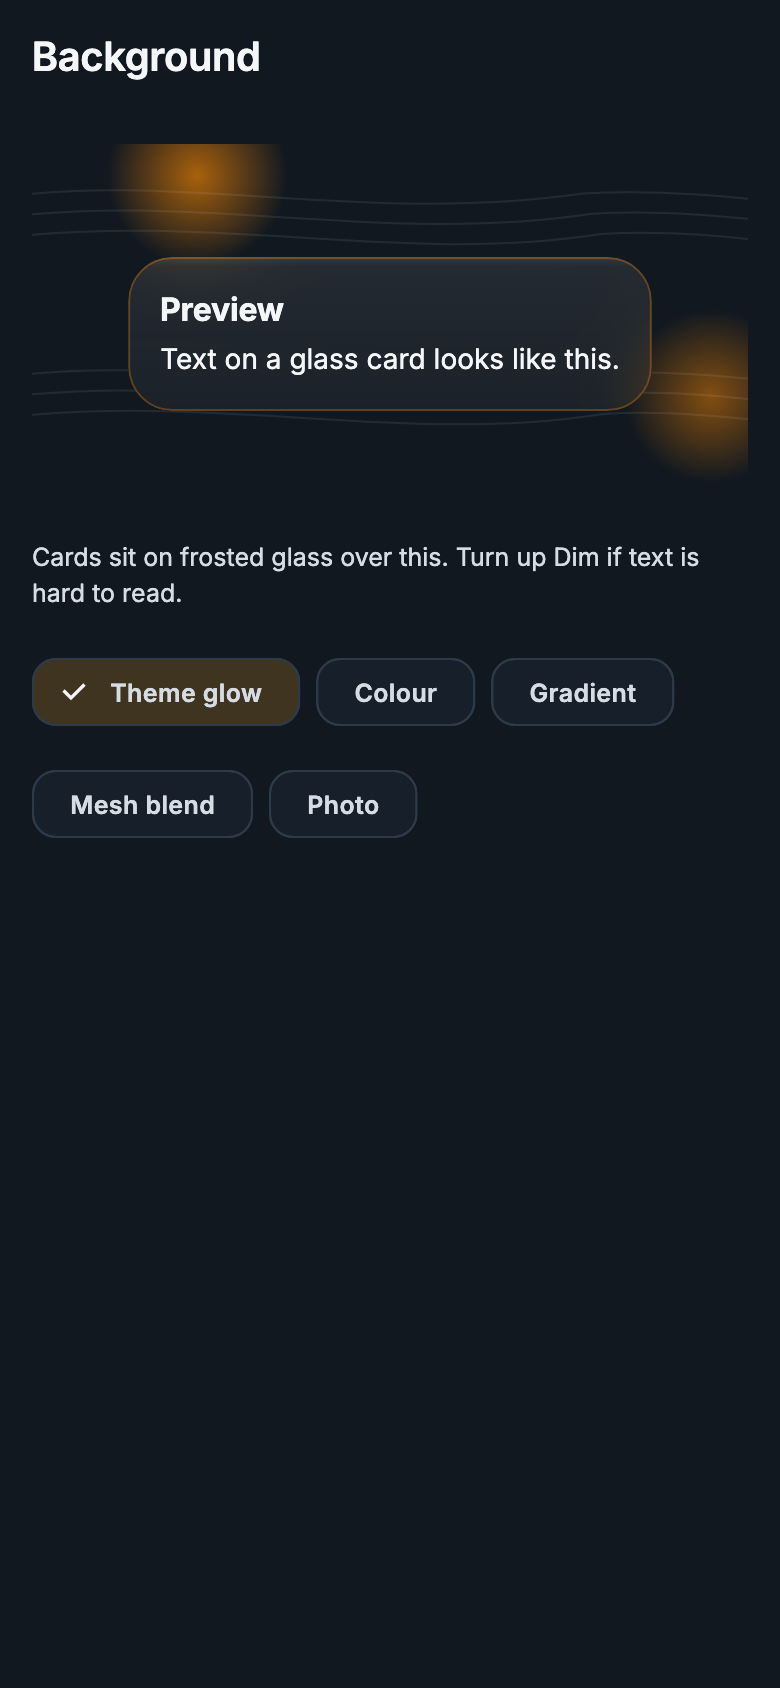 Background
Preview
Text on a glass card looks like this.
Cards sit on frosted glass over this. Turn up Dim if text is
hard to read.
Theme glow
Colour
Gradient
Mesh blend
Photo